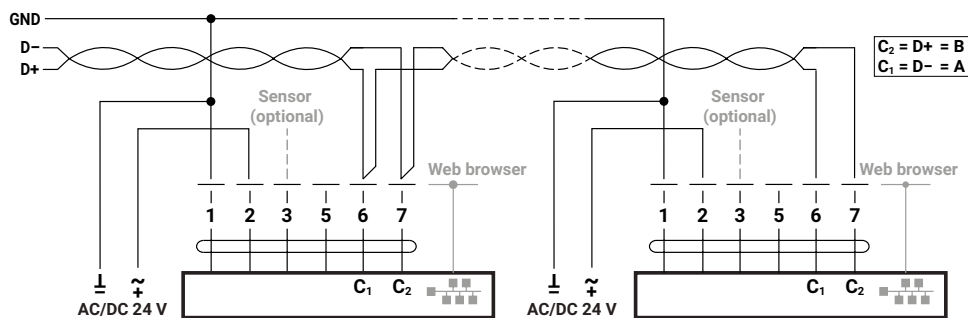 GND
D−
D+
C₂ = D+ = B
C₁ = D− = A
Sensor
(optional)
Web browser
1 2 3 5 6 7
C₁ C₂
⊥ ~
= +
AC/DC 24 V
Sensor
(optional)
Web browser
1 2 3 5 6 7
C₁ C₂
⊥ ~
= +
AC/DC 24 V